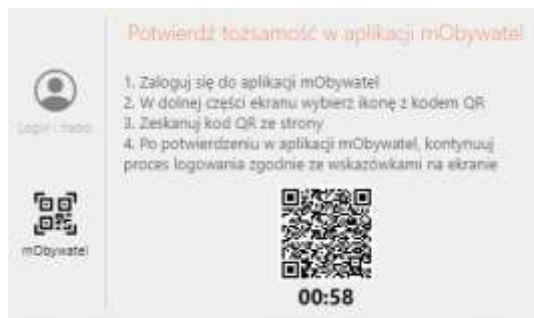 Potwierdź tożsamość w aplikacji mObywatel
1. Zaloguj się do aplikacji mObywatel
2. W dolnej części ekranu wybierz ikonę z kodem QR
3. Zeskanuj kod QR ze strony
4. Po potwierdzeniu w aplikacji mObywatel, kontynuuj
proces logowania zgodnie ze wskazówkami na ekranie
Login i hasło
mObywatel
00:58